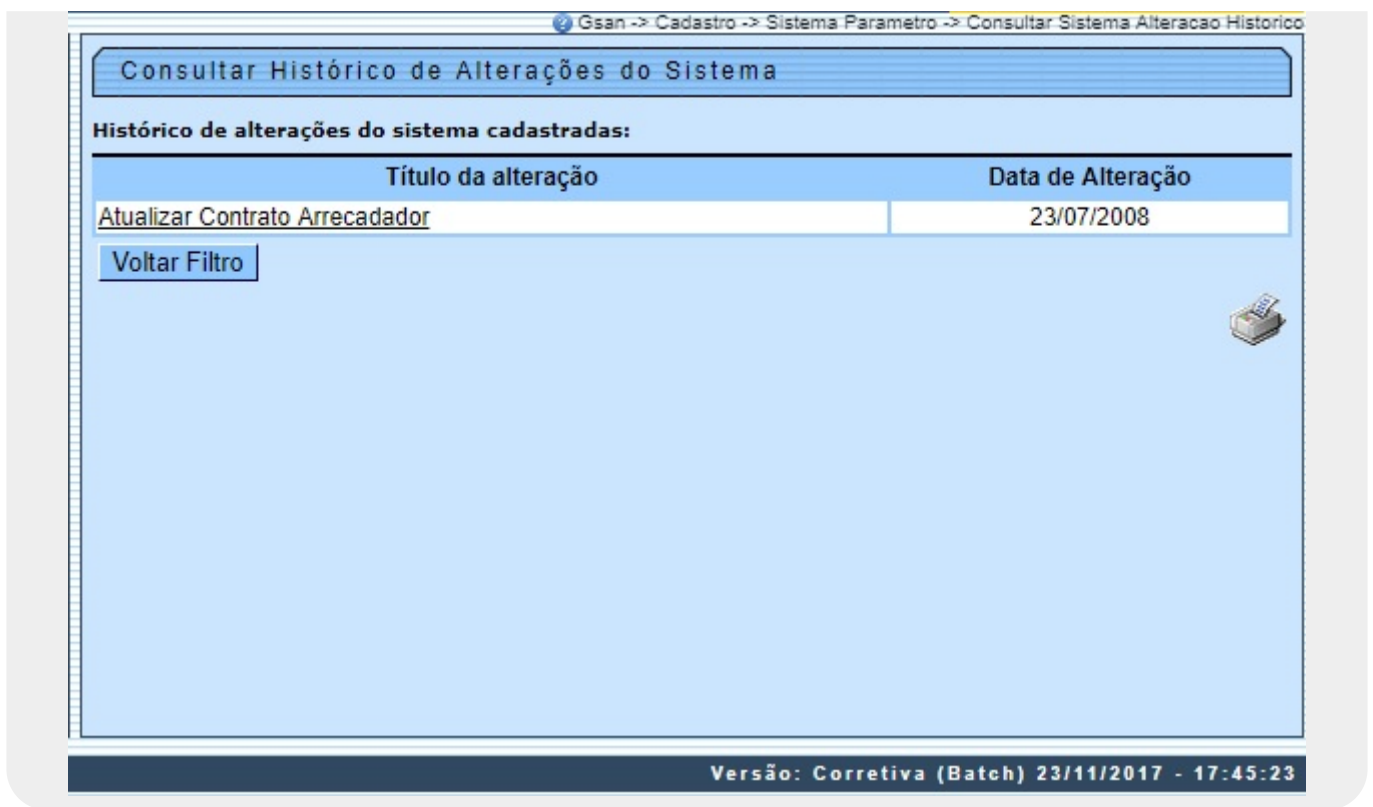 Gsan -> Cadastro -> Sistema Parametro -> Consultar Sistema Alteracao Historico
Consultar Histórico de Alterações do Sistema
Histórico de alterações do sistema cadastradas:
Título da alteração Data de Alteração
Atualizar Contrato Arrecadador 23/07/2008
Voltar Filtro
Versão: Corretiva (Batch) 23/11/2017 - 17:45:23